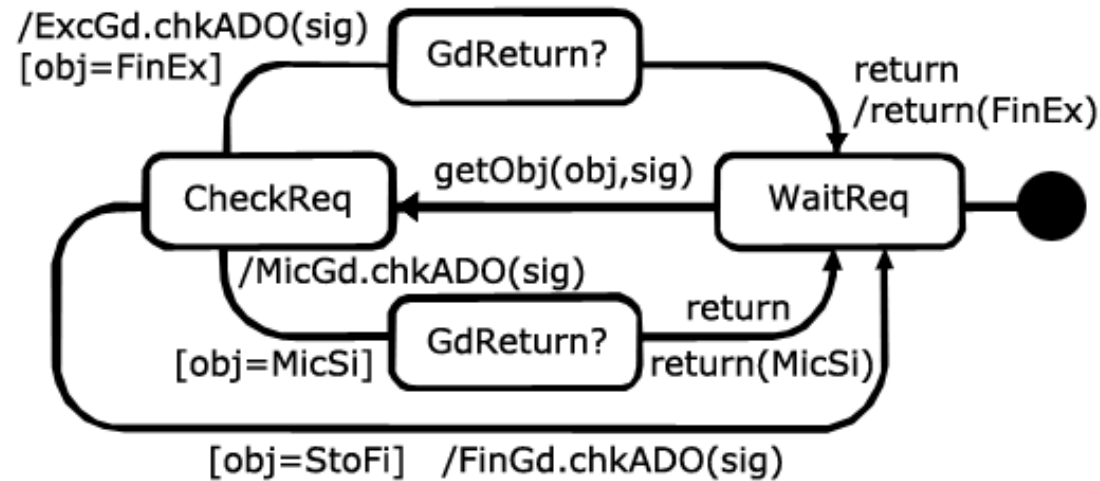 /ExcGd.chkADO(sig)
[obj=FinEx]
GdReturn?
return
/return(FinEx)
CheckReq
getObj(obj,sig)
WaitReq
/MicGd.chkADO(sig)
[obj=MicSi]
GdReturn?
return
return(MicSi)
[obj=StoFi] /FinGd.chkADO(sig)